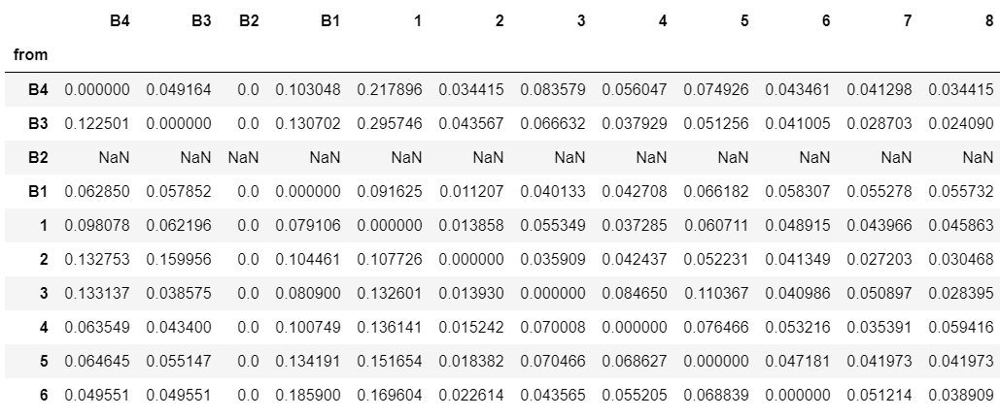 B4 B3 B2 B1 1 2 3 4 5 6 7 8
from
B4 0.000000 0.049164 0.0 0.103048 0.217896 0.034415 0.083579 0.056047 0.074926 0.043461 0.041298 0.034415
B3 0.122501 0.000000 0.0 0.130702 0.295746 0.043567 0.066632 0.037929 0.051256 0.041005 0.028703 0.024090
B2 NaN NaN NaN NaN NaN NaN NaN NaN NaN NaN NaN NaN
B1 0.062850 0.057852 0.0 0.000000 0.091625 0.011207 0.040133 0.042708 0.066182 0.058307 0.055278 0.055732
1 0.098078 0.062196 0.0 0.079106 0.000000 0.013858 0.055349 0.037285 0.060711 0.048915 0.043966 0.045863
2 0.132753 0.159956 0.0 0.104461 0.107726 0.000000 0.035909 0.042437 0.052231 0.041349 0.027203 0.030468
3 0.133137 0.038575 0.0 0.080900 0.132601 0.013930 0.000000 0.084650 0.110367 0.040986 0.050897 0.028395
4 0.063549 0.043400 0.0 0.100749 0.136141 0.015242 0.070008 0.000000 0.076466 0.053216 0.035391 0.059416
5 0.064645 0.055147 0.0 0.134191 0.151654 0.018382 0.070466 0.068627 0.000000 0.047181 0.041973 0.041973
6 0.049551 0.049551 0.0 0.185900 0.169604 0.022614 0.043565 0.055205 0.068839 0.000000 0.051214 0.038909